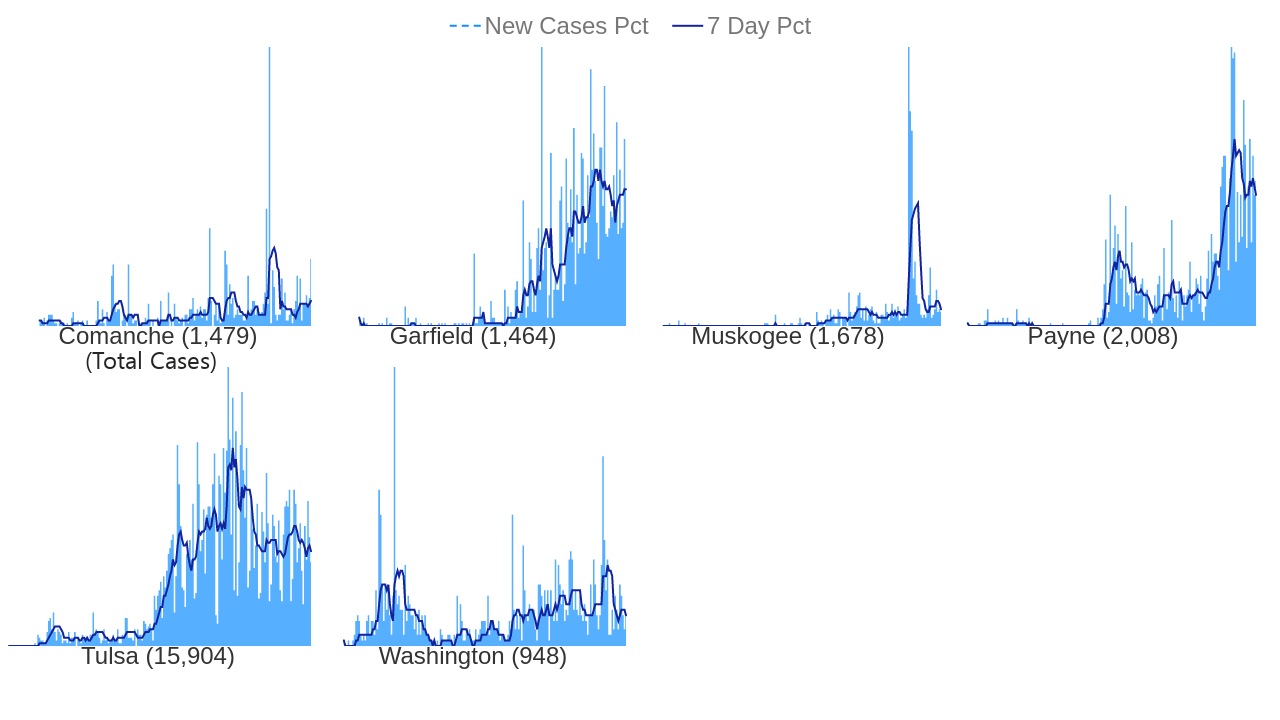 New Cases Pct 7 Day Pct
Comanche (1,479) Garfield (1,464) Muskogee (1,678) Payne (2,008)
(Total Cases)
Tulsa (15,904) Washington (948)